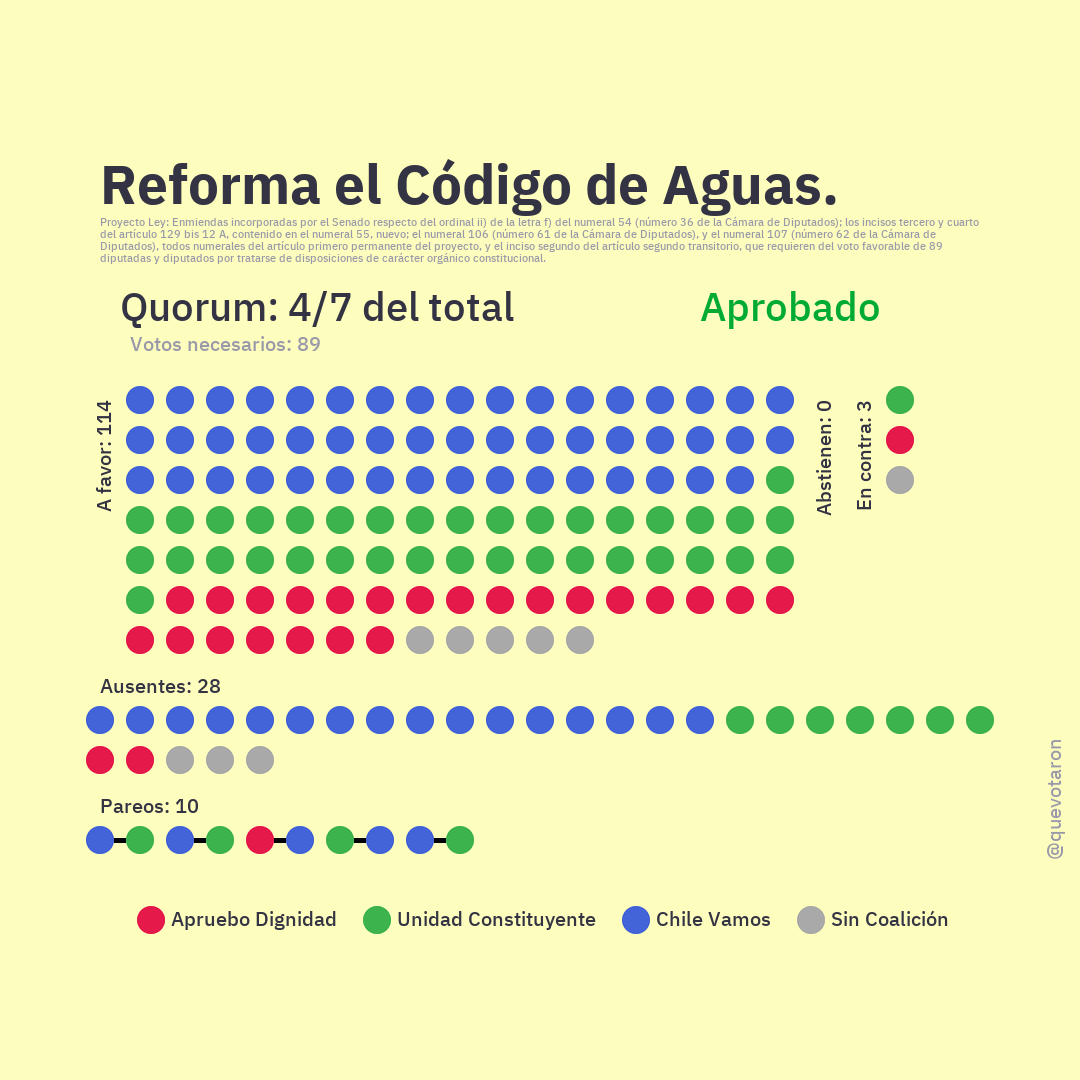 Reforma el Código de Aguas.
Proyecto Ley: Enmiendas incorporadas por el Senado respecto del ordinal ii) de la letra f) del numeral 54 (número 36 de la Cámara de Diputados); los incisos tercero y cuarto
del artículo 129 bis 12 A, contenido en el numeral 55, nuevo; el numeral 106 (número 61 de la Cámara de Diputados), y el numeral 107 (número 62 de la Cámara de
Diputados), todos numerales del artículo primero permanente del proyecto, y el inciso segundo del artículo segundo transitorio, que requieren del voto favorable de 89
diputadas y diputados por tratarse de disposiciones de carácter orgánico constitucional.
Quorum: 4/7 del total
Aprobado
Votos necesarios: 89
A favor: 114
Abstienen: 0
En contra: 3
Ausentes: 28
Pareos: 10
@quevotaron
Apruebo Dignidad
Unidad Constituyente
Chile Vamos
Sin Coalición